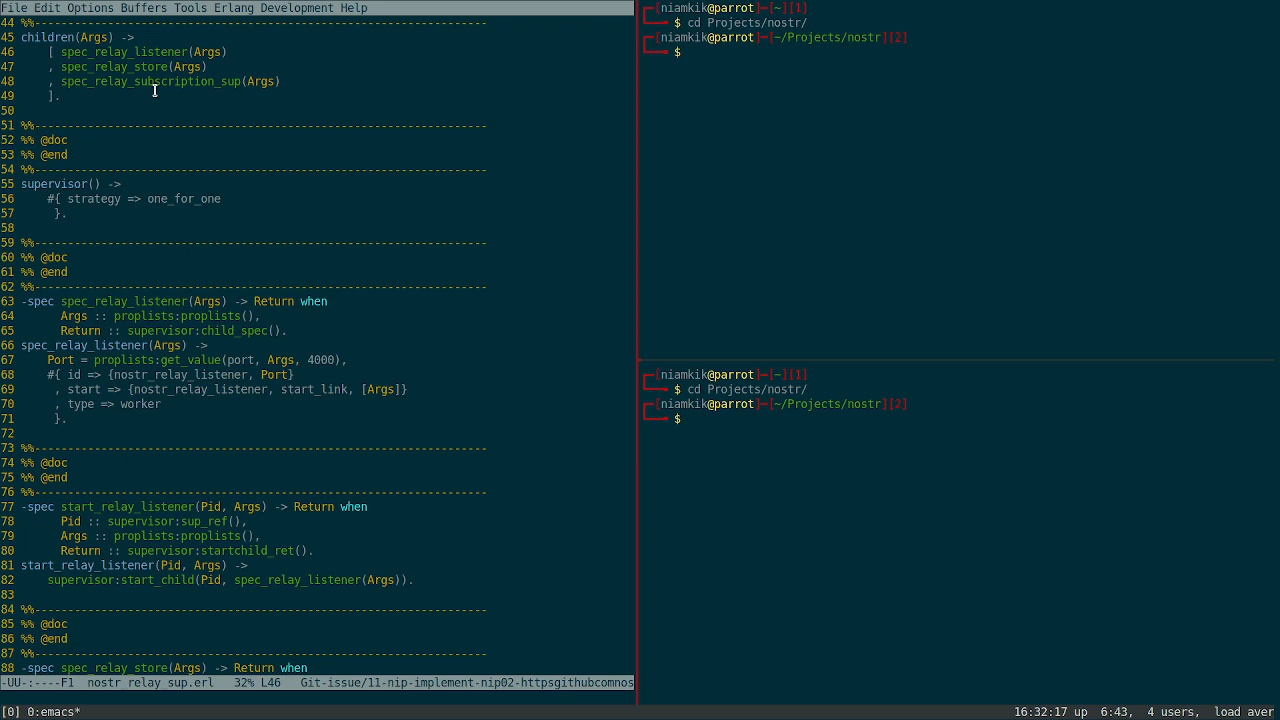 File Edit Options Buffers Tools Erlang Development Help
44 %%--------------------------------------------------------------------
45 children(Args) ->
46     [ spec_relay_listener(Args)
47     , spec_relay_store(Args)
48     , spec_relay_subscription_sup(Args)
49     ].
50
51 %%--------------------------------------------------------------------
52 %% @doc
53 %% @end
54 %%--------------------------------------------------------------------
55 supervisor() ->
56     #{ strategy => one_for_one
57      }.
58
59 %%--------------------------------------------------------------------
60 %% @doc
61 %% @end
62 %%--------------------------------------------------------------------
63 -spec spec_relay_listener(Args) -> Return when
64       Args :: proplists:proplists(),
65       Return :: supervisor:child_spec().
66 spec_relay_listener(Args) ->
67     Port = proplists:get_value(port, Args, 4000),
68     #{ id => {nostr_relay_listener, Port}
69      , start => {nostr_relay_listener, start_link, [Args]}
70      , type => worker
71      }.
72
73 %%--------------------------------------------------------------------
74 %% @doc
75 %% @end
76 %%--------------------------------------------------------------------
77 -spec start_relay_listener(Pid, Args) -> Return when
78       Pid :: supervisor:sup_ref(),
79       Args :: proplists:proplists(),
80       Return :: supervisor:startchild_ret().
81 start_relay_listener(Pid, Args) ->
82     supervisor:start_child(Pid, spec_relay_listener(Args)).
83
84 %%--------------------------------------------------------------------
85 %% @doc
86 %% @end
87 %%--------------------------------------------------------------------
88 -spec spec_relay_store(Args) -> Return when
-UU-:----F1  nostr_relay_sup.erl   32% L46   Git-issue/11-nip-implement-nip02-httpsgithubcomnos
┌─[niamkik@parrot]─[~][1]
└──╼ $ cd Projects/nostr/
┌─[niamkik@parrot]─[~/Projects/nostr][2]
└──╼ $
┌─[niamkik@parrot]─[~][1]
└──╼ $ cd Projects/nostr/
┌─[niamkik@parrot]─[~/Projects/nostr][2]
└──╼ $
[0] 0:emacs* 16:32:17 up  6:43,  4 users,  load aver